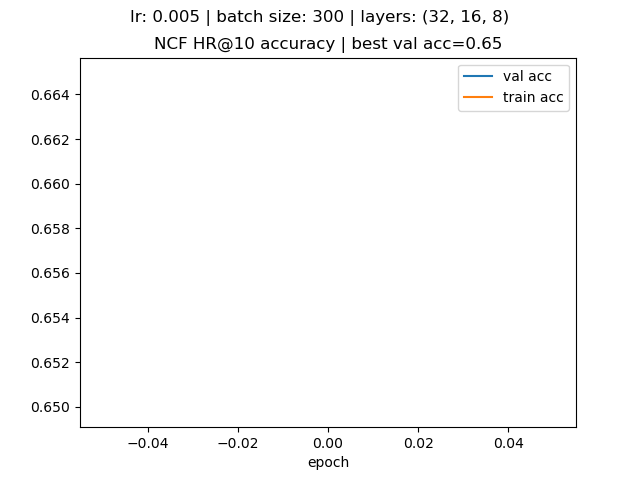 lr: 0.005 | batch size: 300 | layers: (32, 16, 8)
NCF HR@10 accuracy | best val acc=0.65
val acc
train acc
0.664
0.662
0.660
0.658
0.656
0.654
0.652
0.650
−0.04
−0.02
0.00
0.02
0.04
epoch